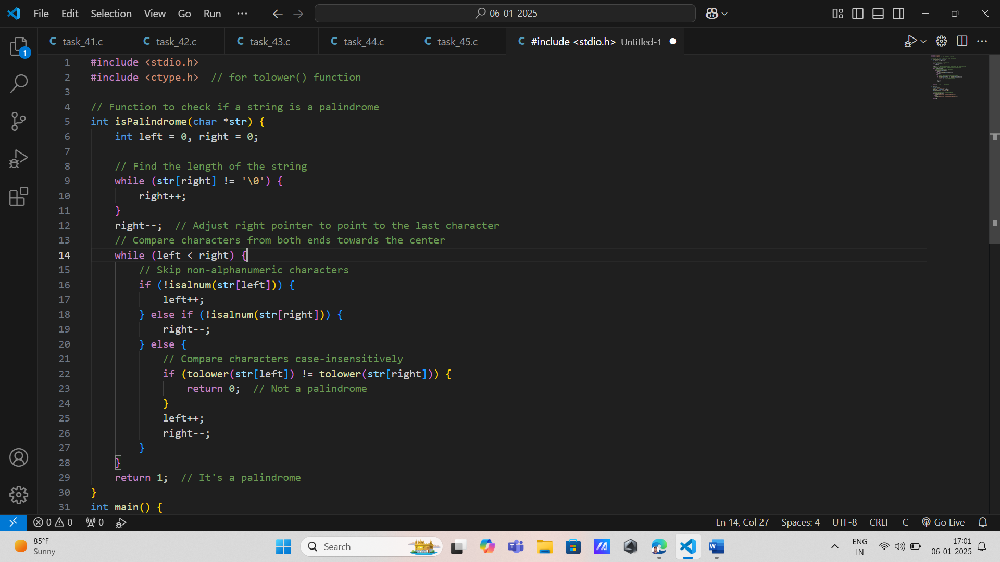 File Edit Selection View Go Run ... 06-01-2025
1
task_41.c task_42.c task_43.c task_44.c task_45.c #include <stdio.h> Untitled-1
1 #include <stdio.h>
2 #include <ctype.h>  // for tolower() function
3
4 // Function to check if a string is a palindrome
5 int isPalindrome(char *str) {
6     int left = 0, right = 0;
7
8     // Find the length of the string
9     while (str[right] != '\0') {
10         right++;
11     }
12     right--;  // Adjust right pointer to point to the last character
13     // Compare characters from both ends towards the center
14     while (left < right) {
15         // Skip non-alphanumeric characters
16         if (!isalnum(str[left])) {
17             left++;
18         } else if (!isalnum(str[right])) {
19             right--;
20         } else {
21             // Compare characters case-insensitively
22             if (tolower(str[left]) != tolower(str[right])) {
23                 return 0;  // Not a palindrome
24             }
25             left++;
26             right--;
27         }
28     }
29     return 1;  // It's a palindrome
30 }
31 int main() {
0 0 0 Ln 14, Col 27 Spaces: 4 UTF-8 CRLF C Go Live
85°F
Sunny
Search
ENG
IN
17:01
06-01-2025